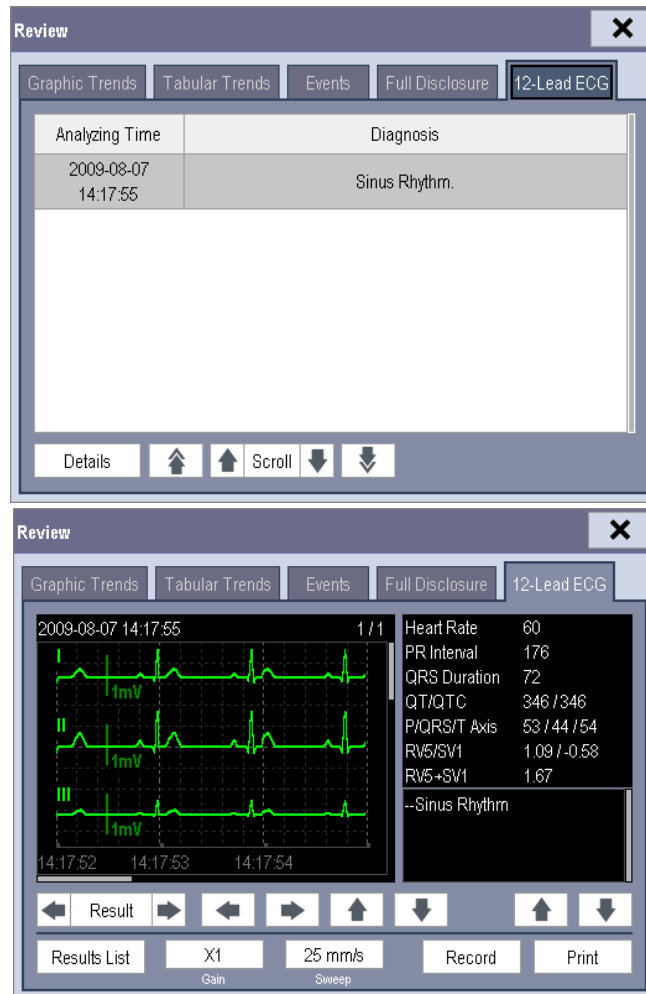 Review
Graphic Trends Tabular Trends Events Full Disclosure 12-Lead ECG
Analyzing Time Diagnosis
2009-08-07
14:17:55
Sinus Rhythm.
Details Scroll
Review
Graphic Trends Tabular Trends Events Full Disclosure 12-Lead ECG
2009-08-07 14:17:55 1 / 1
I
1mV
II
1mV
III
1mV
14:17:52 14:17:53 14:17:54
Heart Rate 60
PR Interval 176
QRS Duration 72
QT/QTC 346 / 346
P/QRS/T Axis 53 / 44 / 54
RV5/SV1 1.09 / -0.58
RV5+SV1 1.67
--Sinus Rhythm
Result
Results List X1 25 mm/s Record Print
Gain Sweep